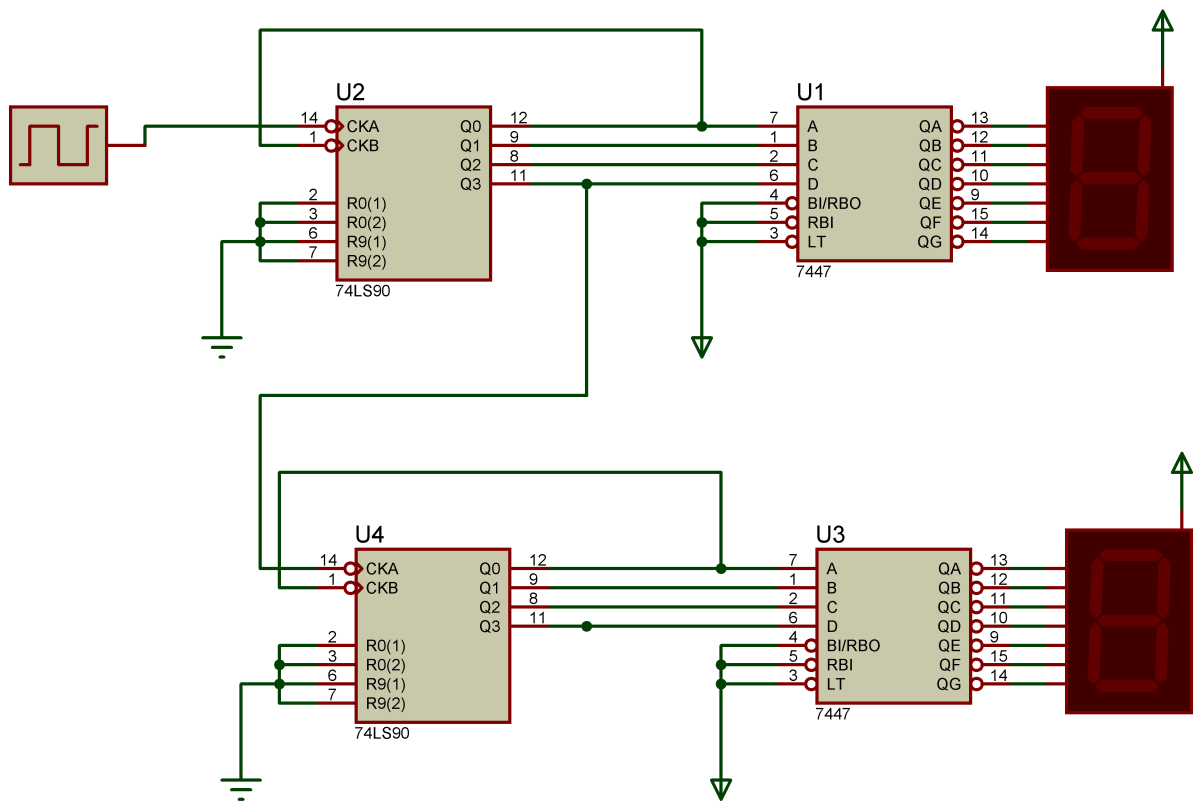 U2
14 CKA Q0 12
1 CKB Q1 9
Q2 8
Q3 11
2 R0(1)
3 R0(2)
6 R9(1)
7 R9(2)
74LS90
U1
7 A QA 13
1 B QB 12
2 C QC 11
6 D QD 10
4 BI/RBO QE 9
5 RBI QF 15
3 LT QG 14
7447
U4
14 CKA Q0 12
1 CKB Q1 9
Q2 8
Q3 11
2 R0(1)
3 R0(2)
6 R9(1)
7 R9(2)
74LS90
U3
7 A QA 13
1 B QB 12
2 C QC 11
6 D QD 10
4 BI/RBO QE 9
5 RBI QF 15
3 LT QG 14
7447